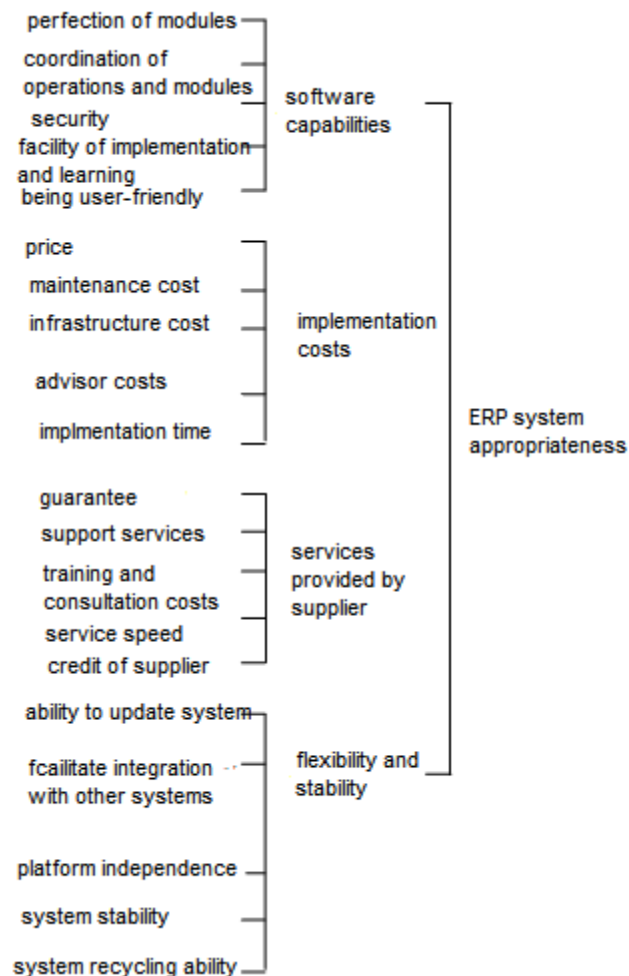 perfection of modules
coordination of
operations and modules
security
facility of implementation
and learning
being user-friendly
software
capabilities
price
maintenance cost
infrastructure cost
advisor costs
implmentation time
implementation
costs
guarantee
support services
training and
consultation costs
service speed
credit of supplier
services
provided by
supplier
ability to update system
fcailitate integration
with other systems
platform independence
system stability
system recycling ability
flexibility and
stability
ERP system
appropriateness